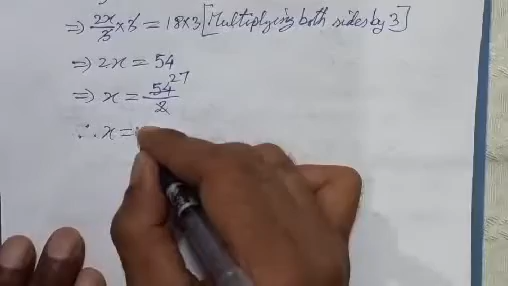 ⇒ 2x/3 × 3 = 18 × 3 [Multiplying both sides by 3]
⇒ 2x = 54
⇒ x = 54/2 27
∴ x =